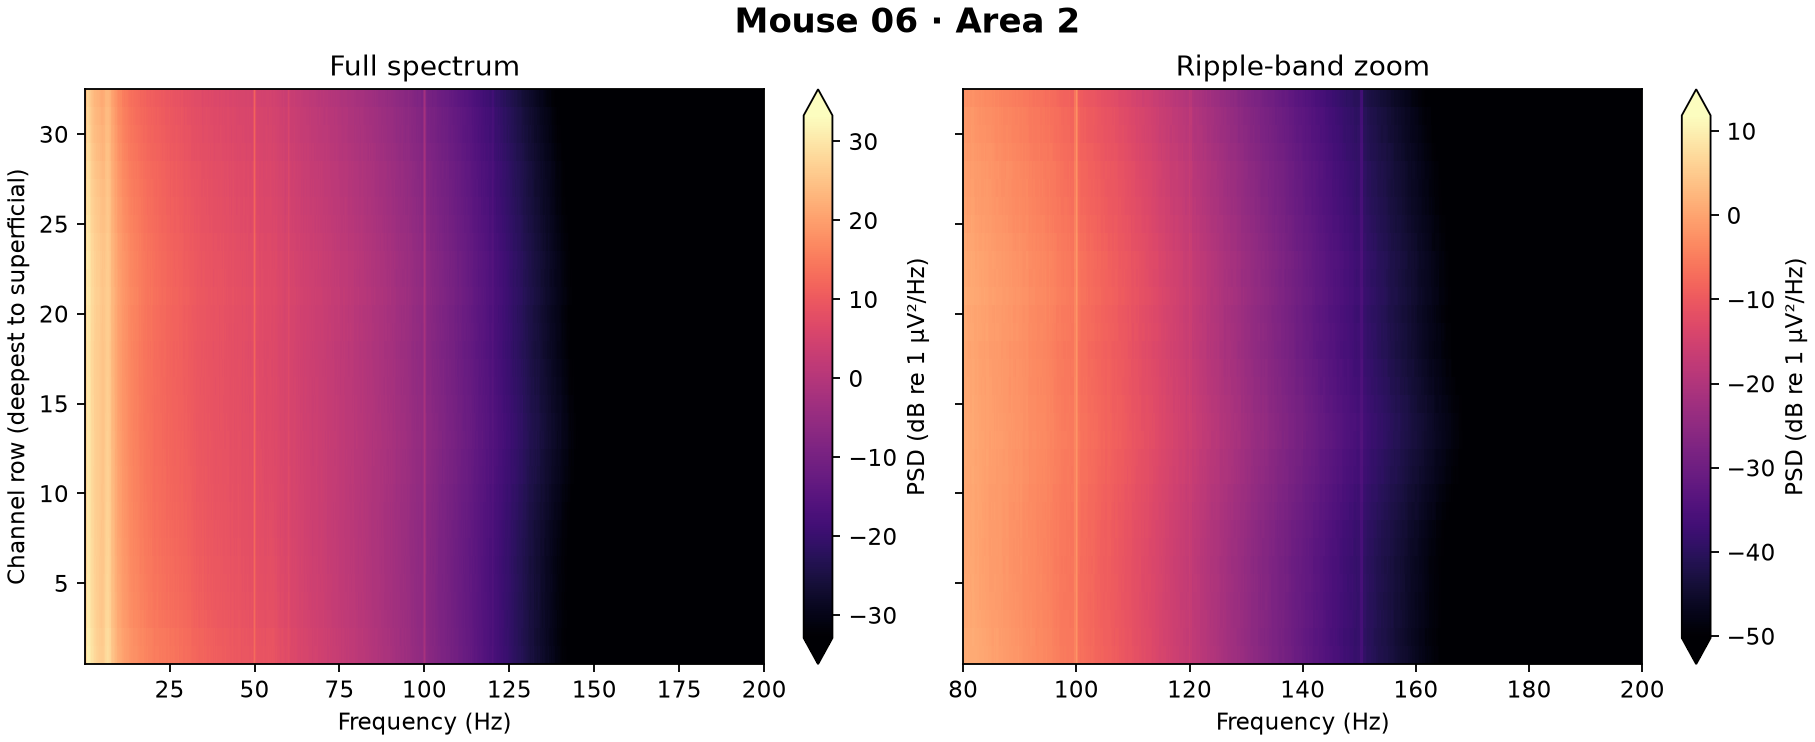 Mouse 06 · Area 2
Full spectrum
Channel row (deepest to superficial)
30
25
20
15
10
5
25 50 75 100 125 150 175 200
Frequency (Hz)
30
20
10
0
−10
−20
−30
PSD (dB re 1 µV²/Hz)
Ripple-band zoom
80 100 120 140 160 180 200
Frequency (Hz)
10
0
−10
−20
−30
−40
−50
PSD (dB re 1 µV²/Hz)